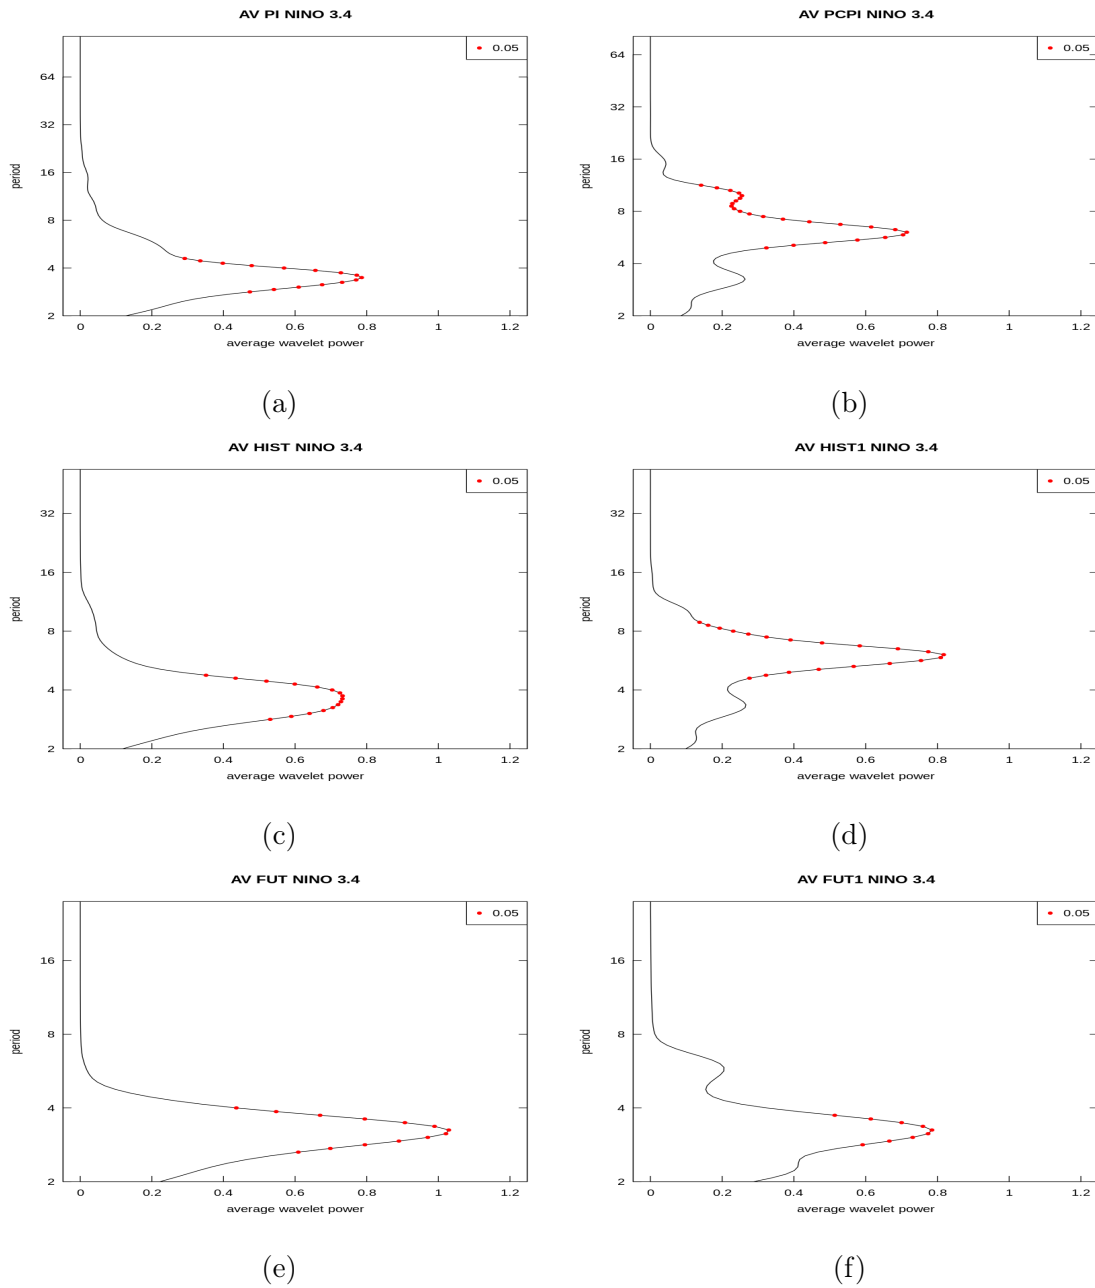 AV PI NINO 3.4
0.05
period
64
32
16
8
4
2
0 0.2 0.4 0.6 0.8 1 1.2
average wavelet power
(a)
AV PCPI NINO 3.4
0.05
period
64
32
16
8
4
2
0 0.2 0.4 0.6 0.8 1 1.2
average wavelet power
(b)
AV HIST NINO 3.4
0.05
period
32
16
8
4
2
0 0.2 0.4 0.6 0.8 1 1.2
average wavelet power
(c)
AV HIST1 NINO 3.4
0.05
period
32
16
8
4
2
0 0.2 0.4 0.6 0.8 1 1.2
average wavelet power
(d)
AV FUT NINO 3.4
0.05
period
16
8
4
2
0 0.2 0.4 0.6 0.8 1 1.2
average wavelet power
(e)
AV FUT1 NINO 3.4
0.05
period
16
8
4
2
0 0.2 0.4 0.6 0.8 1 1.2
average wavelet power
(f)